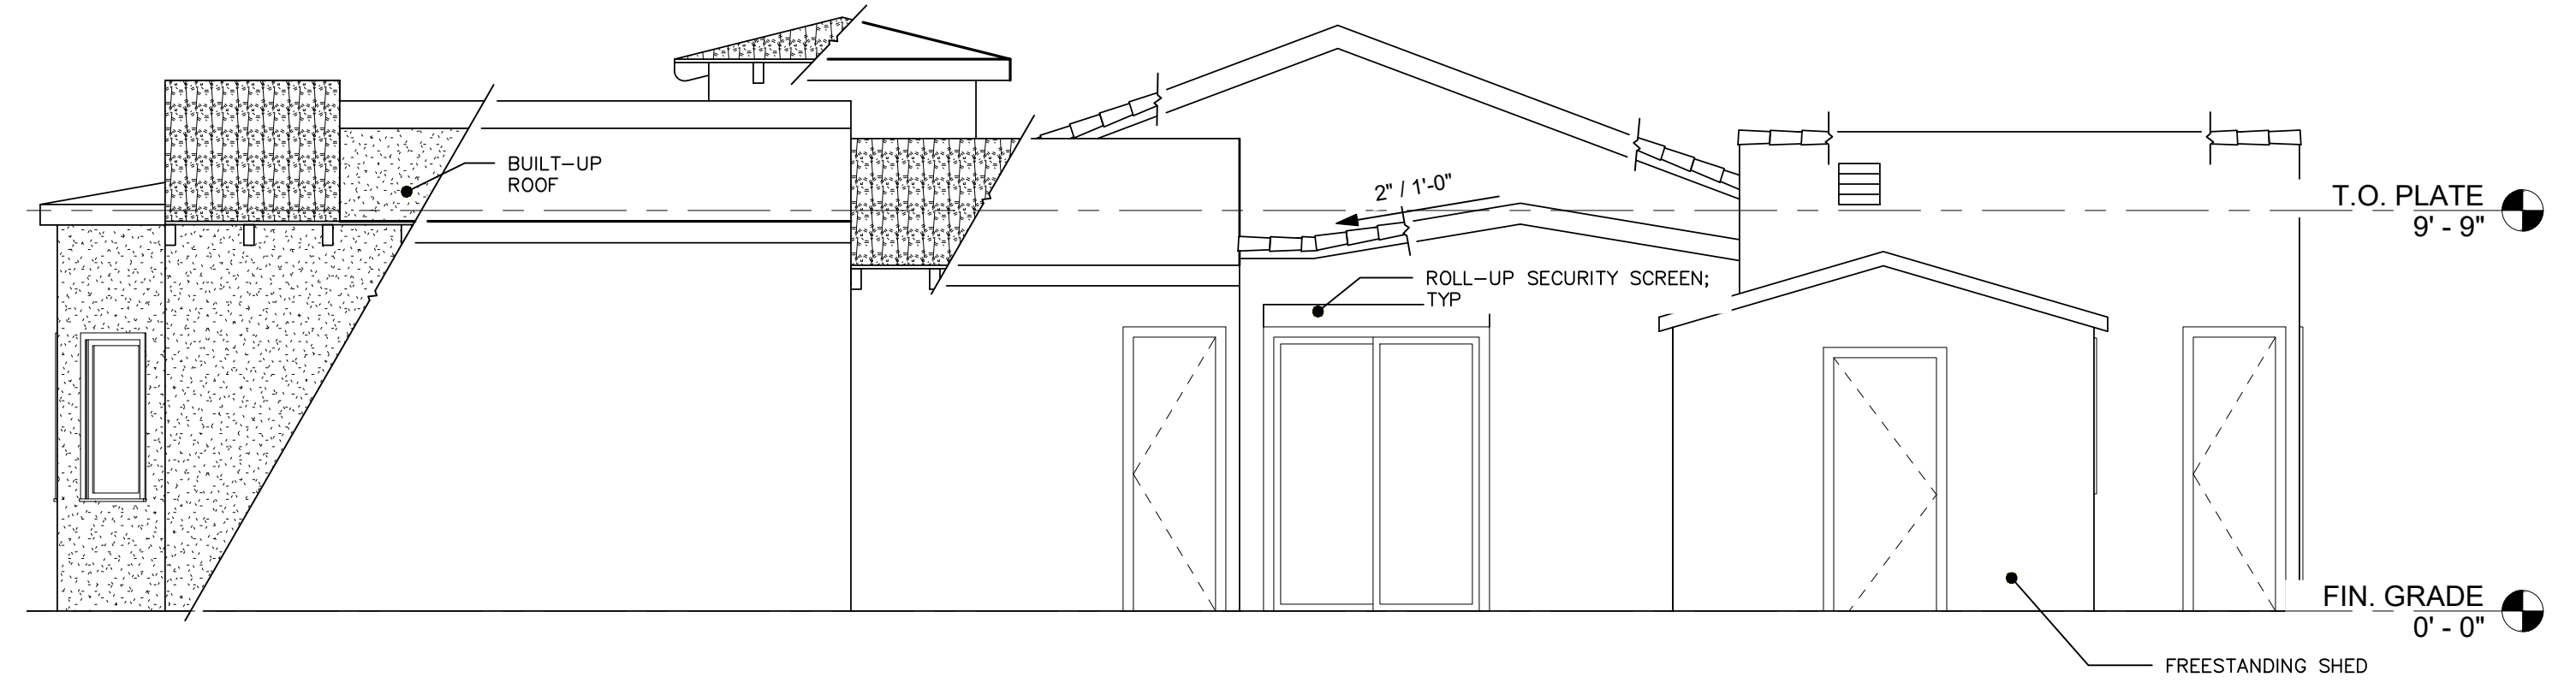 BUILT-UP
ROOF
2" / 1'-0"
T.O. PLATE
9' - 9"
ROLL-UP SECURITY SCREEN;
TYP
FIN. GRADE
0' - 0"
FREESTANDING SHED